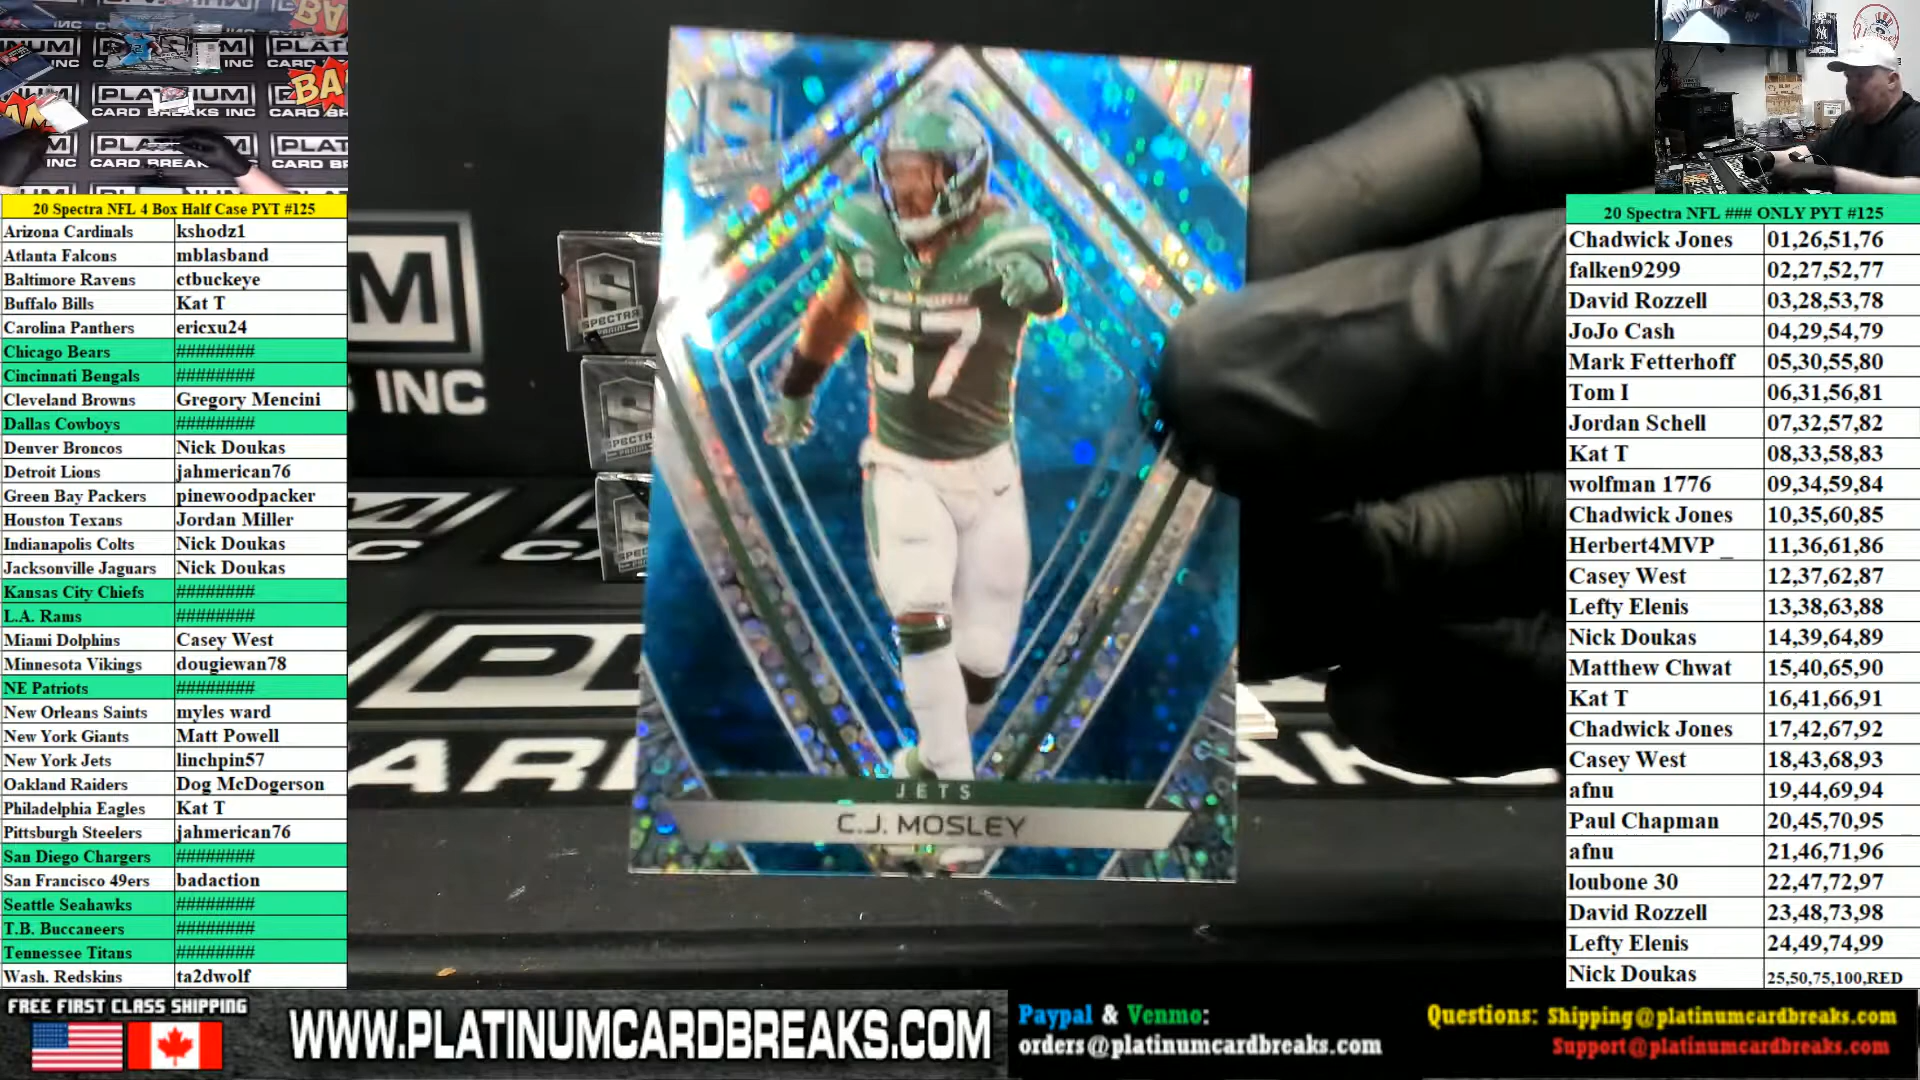 20 Spectra NFL 4 Box Half Case PYT #125
Arizona Cardinals kshodz1
Atlanta Falcons mblasband
Baltimore Ravens ctbuckeye
Buffalo Bills Kat T
Carolina Panthers ericxu24
Chicago Bears ########
Cincinnati Bengals ########
Cleveland Browns Gregory Mencini
Dallas Cowboys ########
Denver Broncos Nick Doukas
Detroit Lions jahmerican76
Green Bay Packers pinewoodpacker
Houston Texans Jordan Miller
Indianapolis Colts Nick Doukas
Jacksonville Jaguars Nick Doukas
Kansas City Chiefs ########
L.A. Rams ########
Miami Dolphins Casey West
Minnesota Vikings dougiewan78
NE Patriots ########
New Orleans Saints myles ward
New York Giants Matt Powell
New York Jets linchpin57
Oakland Raiders Dog McDogerson
Philadelphia Eagles Kat T
Pittsburgh Steelers jahmerican76
San Diego Chargers ########
San Francisco 49ers badaction
Seattle Seahawks ########
T.B. Buccaneers ########
Tennessee Titans ########
Wash. Redskins ta2dwolf
PLATINUM
CARD BREAKS INC
SPECTRA
57
JETS
C.J. MOSLEY
20 Spectra NFL ### ONLY PYT #125
Chadwick Jones 01,26,51,76
falken9299 02,27,52,77
David Rozzell 03,28,53,78
JoJo Cash 04,29,54,79
Mark Fetterhoff 05,30,55,80
Tom I 06,31,56,81
Jordan Schell 07,32,57,82
Kat T 08,33,58,83
wolfman 1776 09,34,59,84
Chadwick Jones 10,35,60,85
Herbert4MVP _ 11,36,61,86
Casey West 12,37,62,87
Lefty Elenis 13,38,63,88
Nick Doukas 14,39,64,89
Matthew Chwat 15,40,65,90
Kat T 16,41,66,91
Chadwick Jones 17,42,67,92
Casey West 18,43,68,93
afnu 19,44,69,94
Paul Chapman 20,45,70,95
afnu 21,46,71,96
loubone 30 22,47,72,97
David Rozzell 23,48,73,98
Lefty Elenis 24,49,74,99
Nick Doukas 25,50,75,100,RED
FREE FIRST CLASS SHIPPING
WWW.PLATINUMCARDBREAKS.COM
Paypal & Venmo:
orders@platinumcardbreaks.com
Questions: Shipping@platinumcardbreaks.com
Support@platinumcardbreaks.com